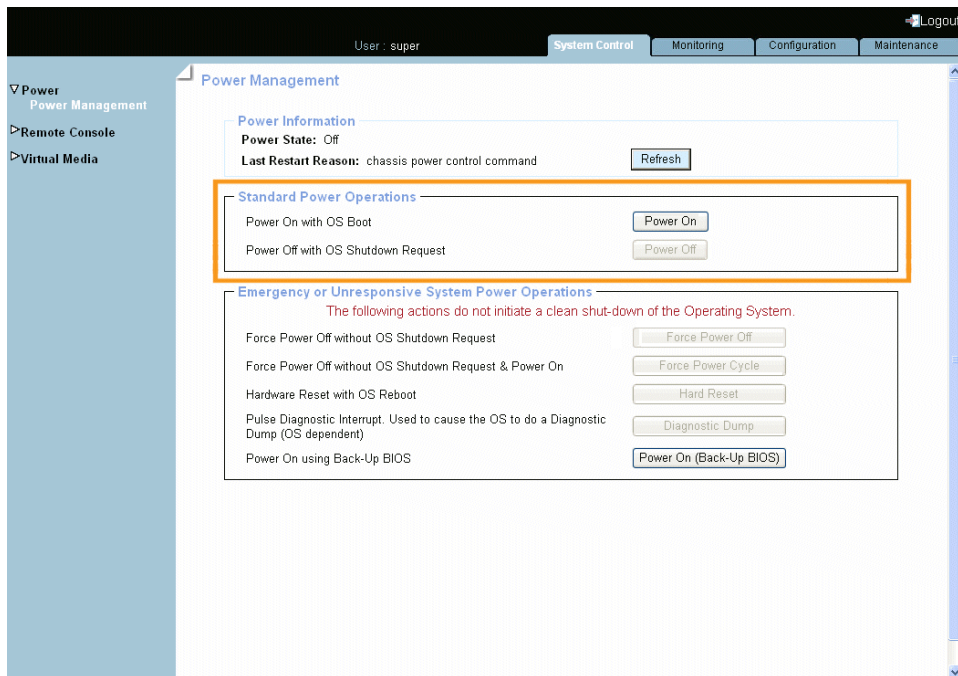 Logout
User : super
System Control Monitoring Configuration Maintenance
Power
Power Management
Remote Console
Virtual Media
Power Management
Power Information
Power State: Off
Last Restart Reason: chassis power control command Refresh
Standard Power Operations
Power On with OS Boot Power On
Power Off with OS Shutdown Request Power Off
Emergency or Unresponsive System Power Operations
The following actions do not initiate a clean shut-down of the Operating System.
Force Power Off without OS Shutdown Request Force Power Off
Force Power Off without OS Shutdown Request & Power On Force Power Cycle
Hardware Reset with OS Reboot Hard Reset
Pulse Diagnostic Interrupt. Used to cause the OS to do a Diagnostic
Dump (OS dependent) Diagnostic Dump
Power On using Back-Up BIOS Power On (Back-Up BIOS)